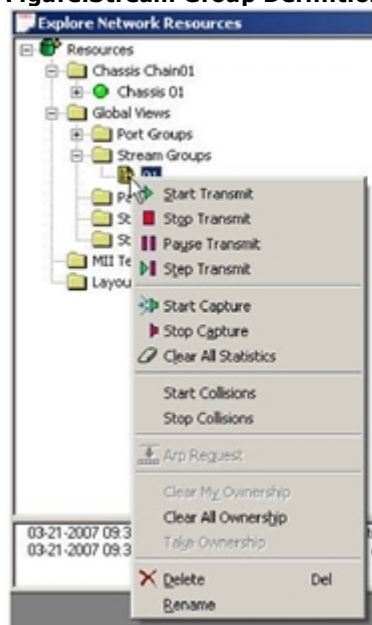 Figure:Stream Group Definition
Explore Network Resources
Resources
Chassis Chain01
Chassis 01
Global Views
Port Groups
Stream Groups
01
Start Transmit
Stop Transmit
Pause Transmit
Step Transmit
MII Te
Layou
Start Capture
Stop Capture
Clear All Statistics
Start Collisions
Stop Collisions
Arp Request
Clear My Ownership
Clear All Ownership
Take Ownership
03-21-2007 09:3
03-21-2007 09:3
Delete Del
Rename